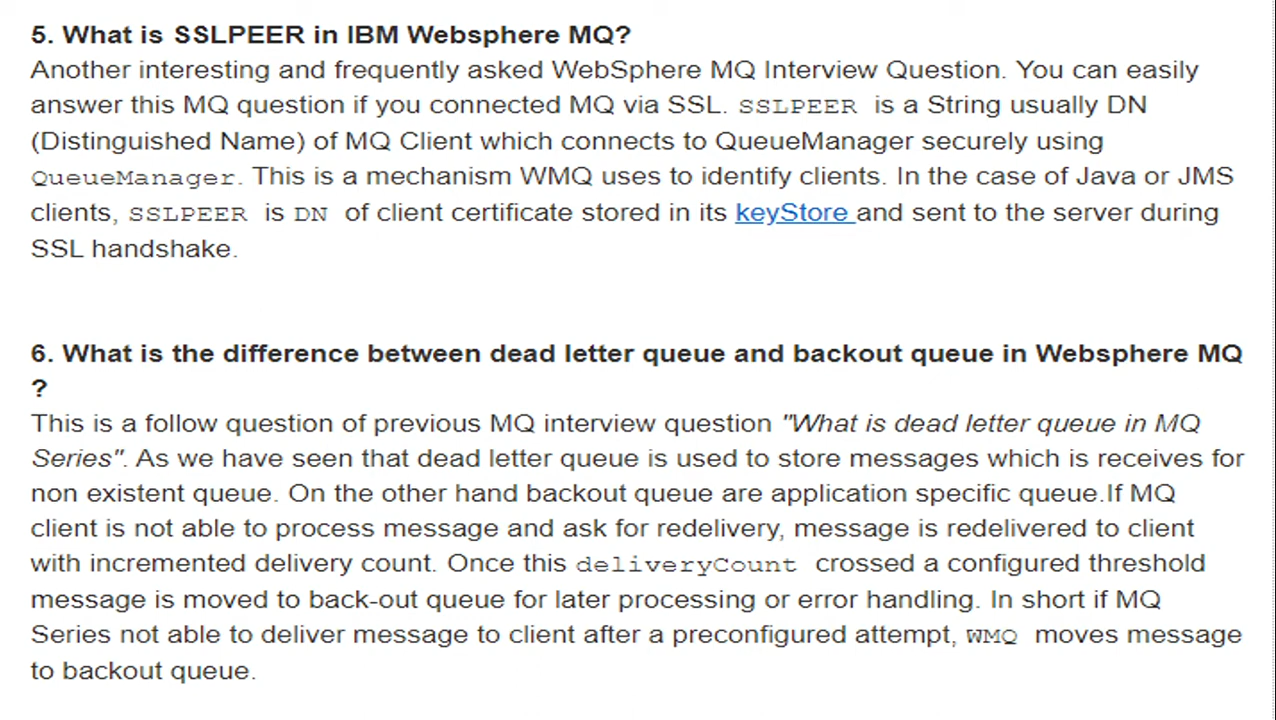 5. What is SSLPEER in IBM Websphere MQ?
Another interesting and frequently asked WebSphere MQ Interview Question. You can easily
answer this MQ question if you connected MQ via SSL. SSLPEER is a String usually DN
(Distinguished Name) of MQ Client which connects to QueueManager securely using
QueueManager. This is a mechanism WMQ uses to identify clients. In the case of Java or JMS
clients, SSLPEER is DN of client certificate stored in its keyStore and sent to the server during
SSL handshake.
6. What is the difference between dead letter queue and backout queue in Websphere MQ
?
This is a follow question of previous MQ interview question "What is dead letter queue in MQ
Series". As we have seen that dead letter queue is used to store messages which is receives for
non existent queue. On the other hand backout queue are application specific queue.If MQ
client is not able to process message and ask for redelivery, message is redelivered to client
with incremented delivery count. Once this deliveryCount crossed a configured threshold
message is moved to back-out queue for later processing or error handling. In short if MQ
Series not able to deliver message to client after a preconfigured attempt, WMQ moves message
to backout queue.